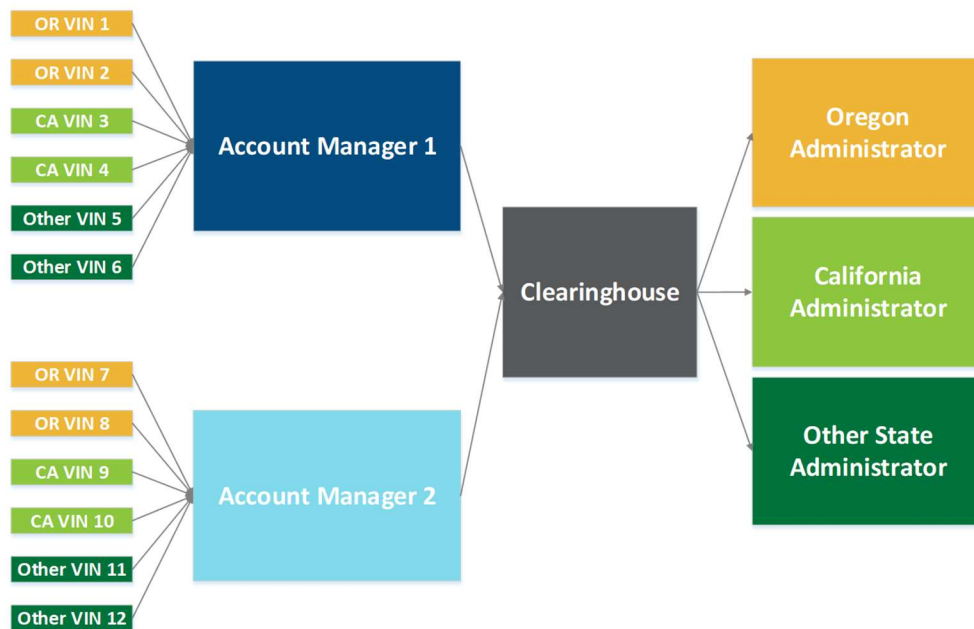 OR VIN 1
OR VIN 2
CA VIN 3
CA VIN 4
Other VIN 5
Other VIN 6
Account Manager 1
OR VIN 7
OR VIN 8
CA VIN 9
CA VIN 10
Other VIN 11
Other VIN 12
Account Manager 2
Clearinghouse
Oregon
Administrator
California
Administrator
Other State
Administrator